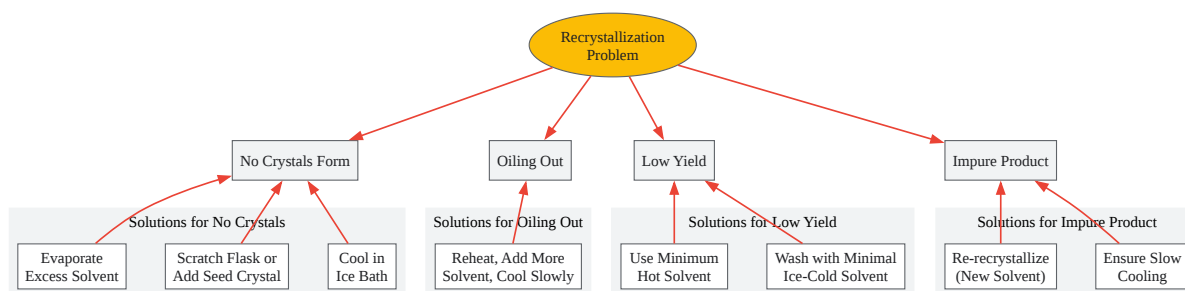 Recrystallization
Problem
No Crystals Form
Oiling Out
Low Yield
Impure Product
Solutions for No Crystals
Solutions for Oiling Out
Solutions for Low Yield
Solutions for Impure Product
Evaporate
Excess Solvent
Scratch Flask or
Add Seed Crystal
Cool in
Ice Bath
Reheat, Add More
Solvent, Cool Slowly
Use Minimum
Hot Solvent
Wash with Minimal
Ice-Cold Solvent
Re-recrystallize
(New Solvent)
Ensure Slow
Cooling